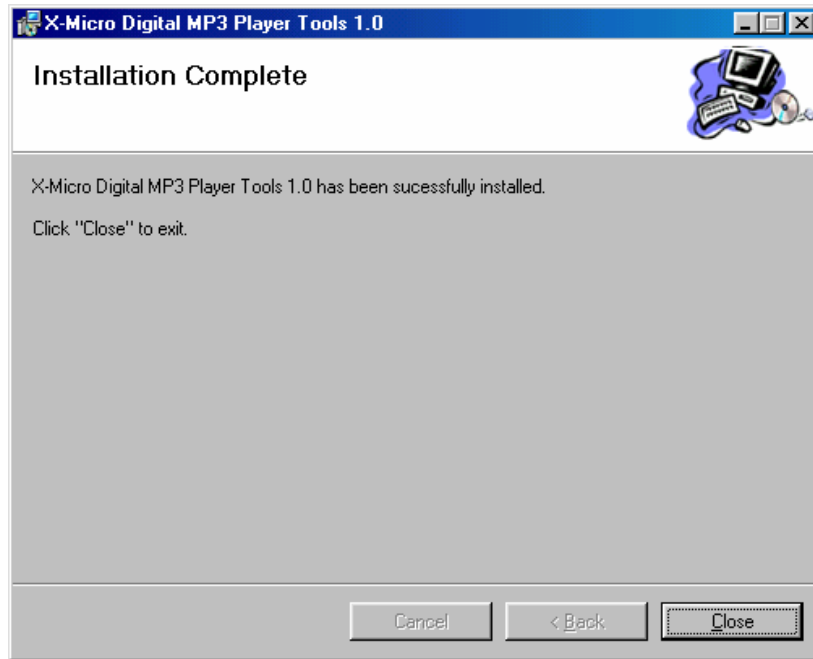 X-Micro Digital MP3 Player Tools 1.0
Installation Complete
X-Micro Digital MP3 Player Tools 1.0 has been sucessfully installed.
Click "Close" to exit.
Cancel
< Back
Close